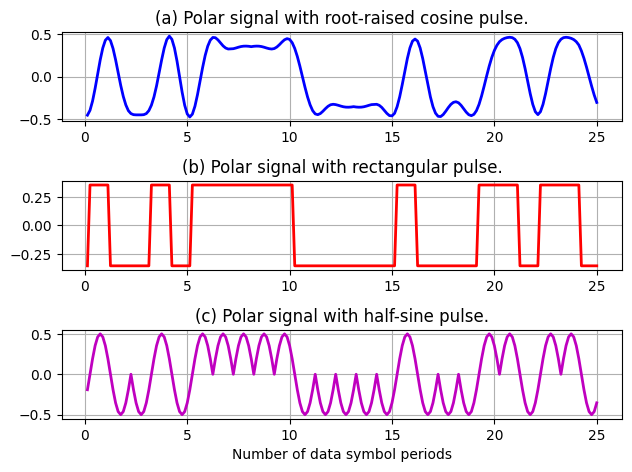 (a) Polar signal with root-raised cosine pulse.
0.5
0.0
−0.5
0 5 10 15 20 25
(b) Polar signal with rectangular pulse.
0.25
0.00
−0.25
0 5 10 15 20 25
(c) Polar signal with half-sine pulse.
0.5
0.0
−0.5
0 5 10 15 20 25
Number of data symbol periods